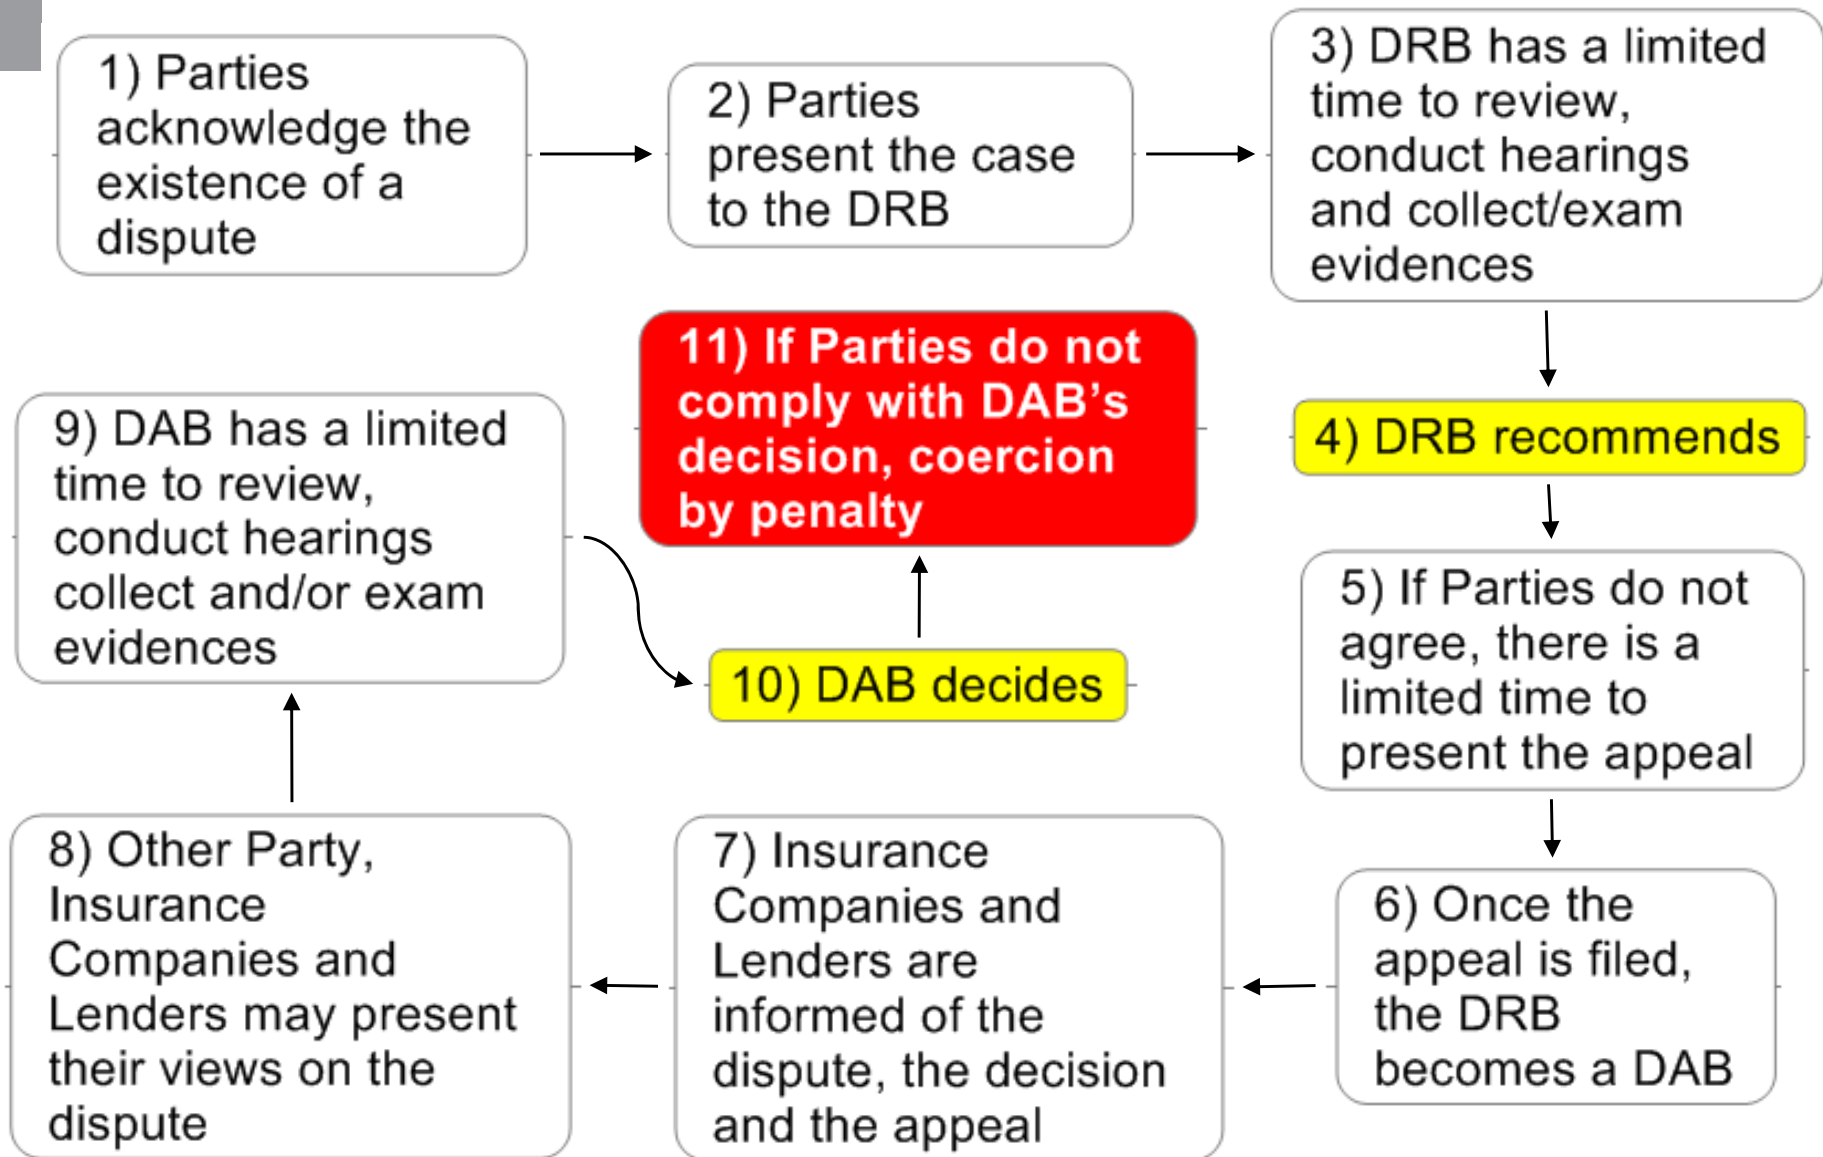 1) Parties
acknowledge the
existence of a
dispute
2) Parties
present the case
to the DRB
3) DRB has a limited
time to review,
conduct hearings
and collect/exam
evidences
4) DRB recommends
5) If Parties do not
agree, there is a
limited time to
present the appeal
6) Once the
appeal is filed,
the DRB
becomes a DAB
7) Insurance
Companies and
Lenders are
informed of the
dispute, the decision
and the appeal
8) Other Party,
Insurance
Companies and
Lenders may present
their views on the
dispute
9) DAB has a limited
time to review,
conduct hearings
collect and/or exam
evidences
10) DAB decides
11) If Parties do not
comply with DAB’s
decision, coercion
by penalty